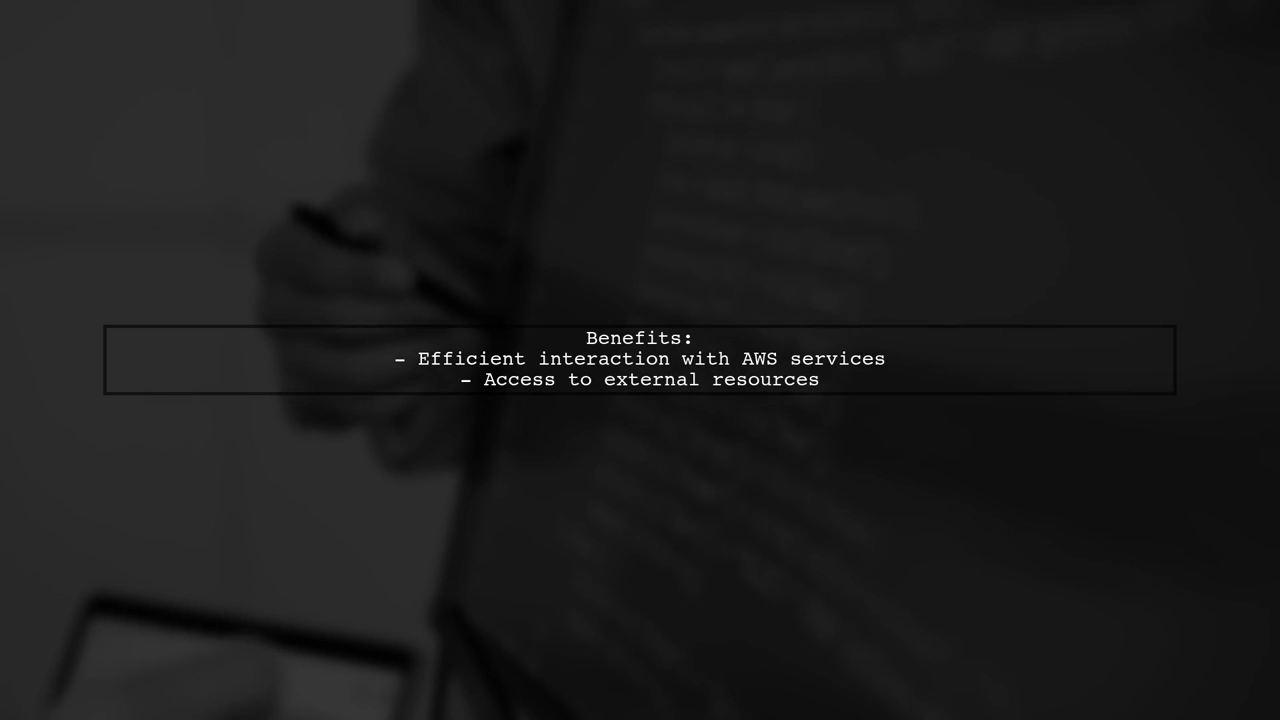 Benefits:
- Efficient interaction with AWS services
- Access to external resources